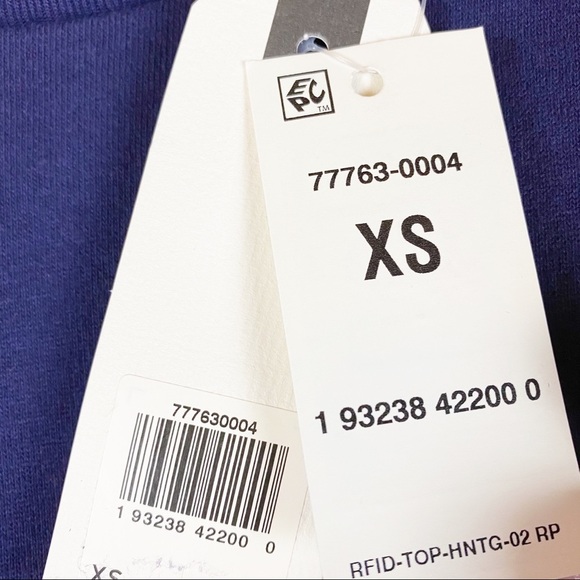 EPC
TM
77763-0004
XS
1 93238 42200 0
RFID-TOP-HNTG-02 RP
777630004
1 93238 42200 0
XS